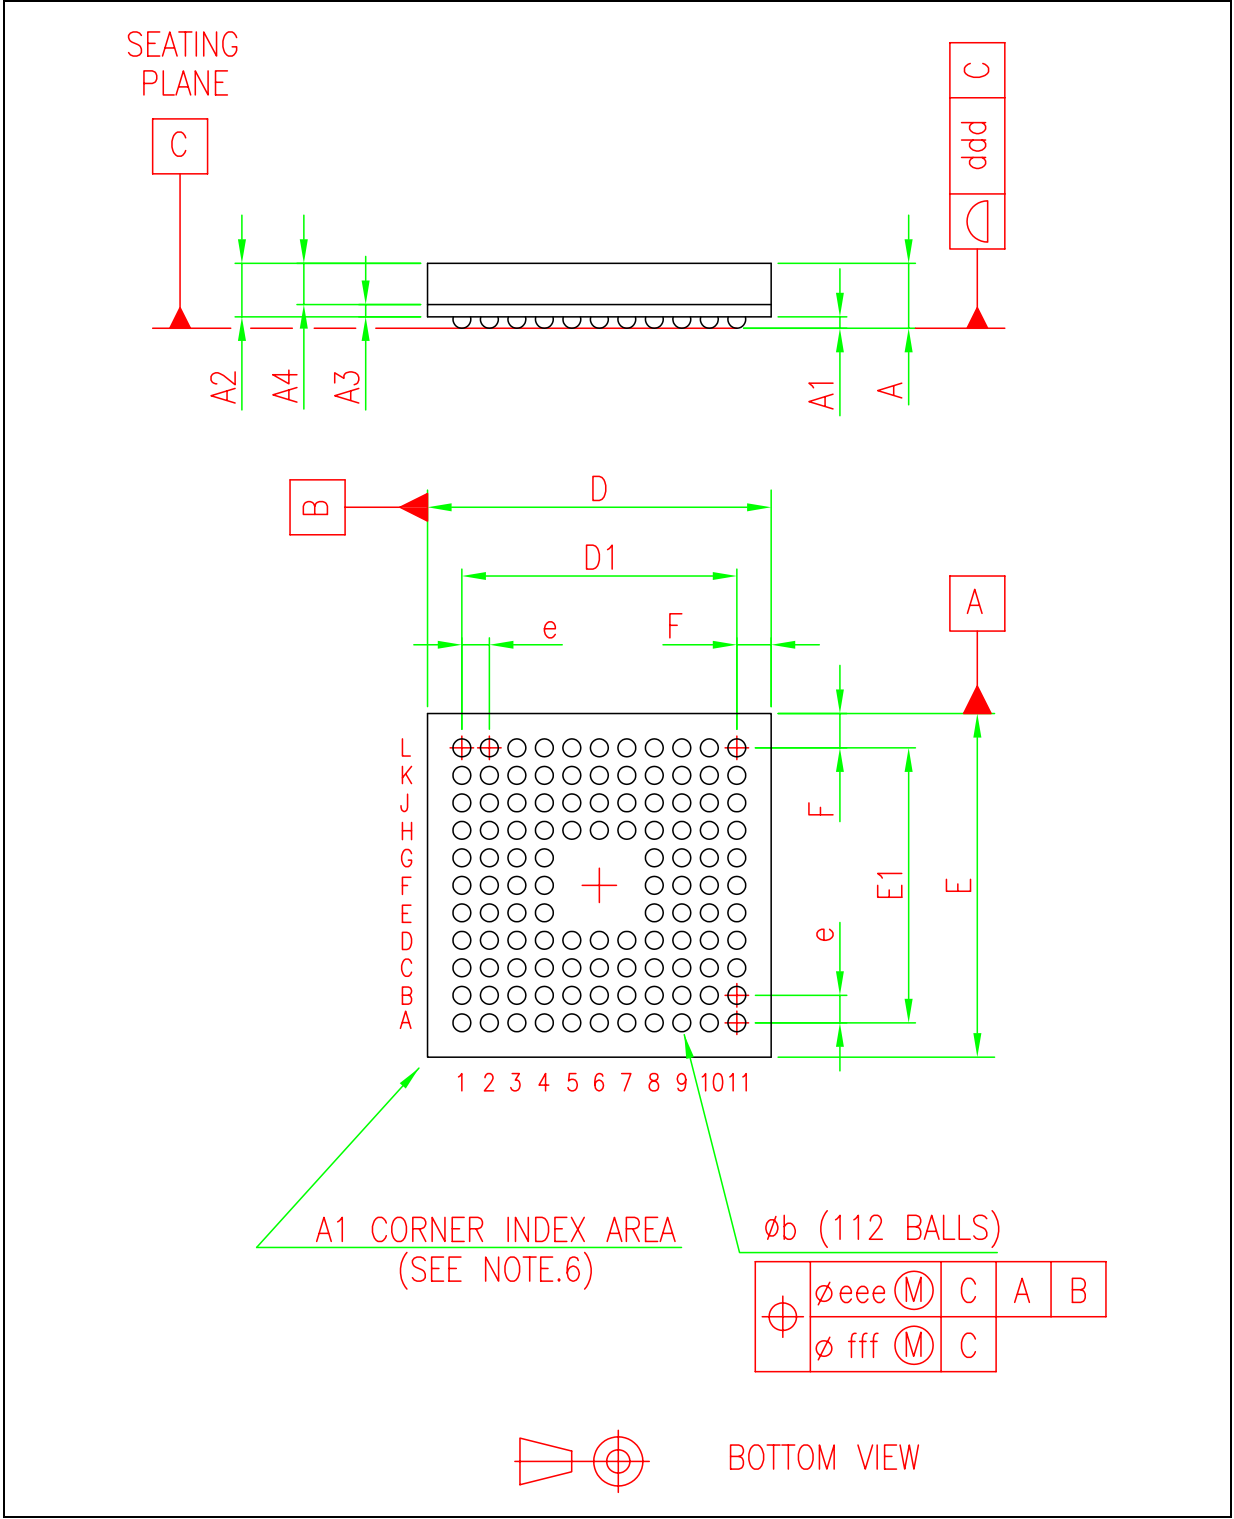 SEATING
PLANE
C
C
ddd
A2
A4
A3
A1
A
B
D
D1
e
F
A
L
K
J
H
G
F
E
D
C
B
A
F
E1
E
e
1 2 3 4 5 6 7 8 9 10 11
A1 CORNER INDEX AREA
(SEE NOTE.6)
øb (112 BALLS)
ø eee Ⓜ C A B
ø fff Ⓜ C
BOTTOM VIEW